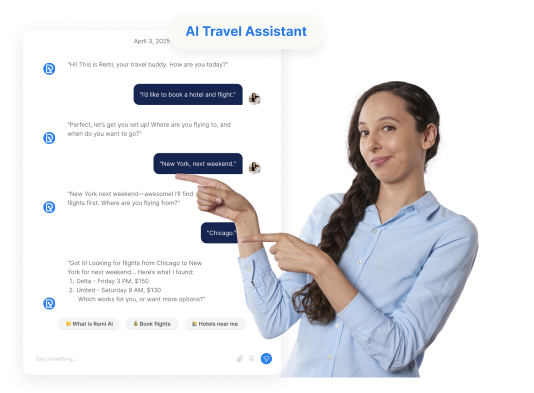 AI Travel Assistant
April 3, 2025
"Hi! This is Remi, your travel buddy. How are you today?"
"I'd like to book a hotel and flight."
"Perfect, let's get you set up! Where are you flying to, and
when do you want to go?"
"New York, next weekend."
"New York next weekend—awesome! I'll find
flights first. Where are you flying from?"
"Chicago."
"Got it! Looking for flights from Chicago to New
York for next weekend... Here's what I found:
1. Delta - Friday 3 PM, $150
2. United - Saturday 9 AM, $130
Which works for you, or want more options?"
What is Remi AI
Book flights
Hotels near me
Say something...